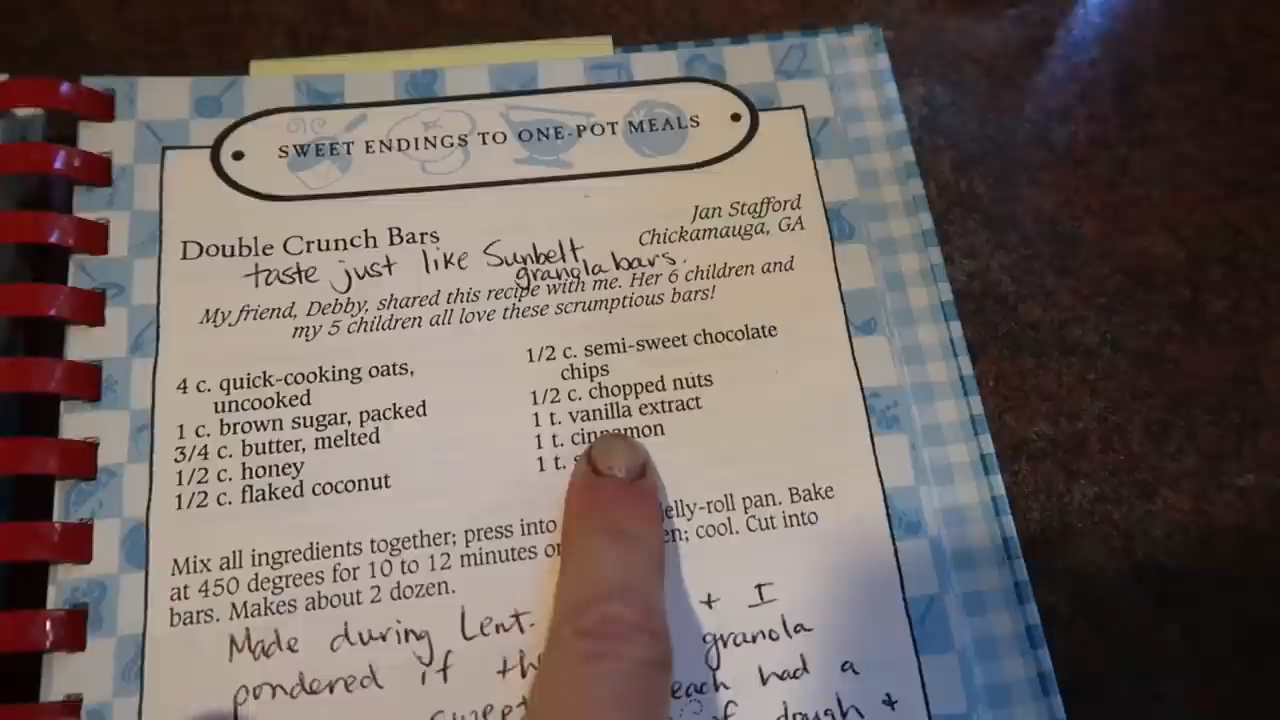 SWEET ENDINGS TO ONE-POT MEALS
Jan Stafford
Chickamauga, GA
Double Crunch Bars
taste just like Sunbelt
granola bars.
My friend, Debby, shared this recipe with me. Her 6 children and
my 5 children all love these scrumptious bars!
4 c. quick-cooking oats,
uncooked
1 c. brown sugar, packed
3/4 c. butter, melted
1/2 c. honey
1/2 c. flaked coconut
1/2 c. semi-sweet chocolate
chips
1/2 c. chopped nuts
1 t. vanilla extract
1 t. cinnamon
1 t.
Mix all ingredients together; press into jelly-roll pan. Bake
at 450 degrees for 10 to 12 minutes cool. Cut into
bars. Makes about 2 dozen.
Made during Lent. + I
pondered if granola
each had a
dough +